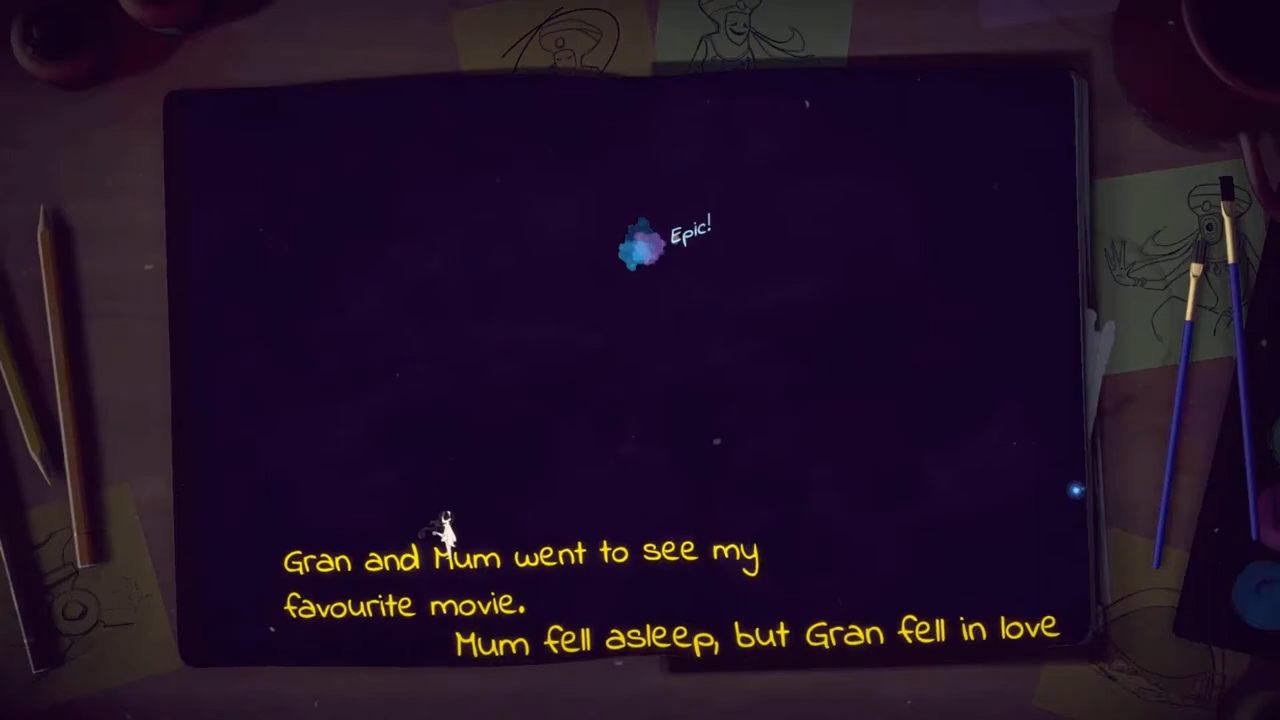 Epic!
Gran and Mum went to see my
favourite movie.
Mum fell asleep, but Gran fell in love